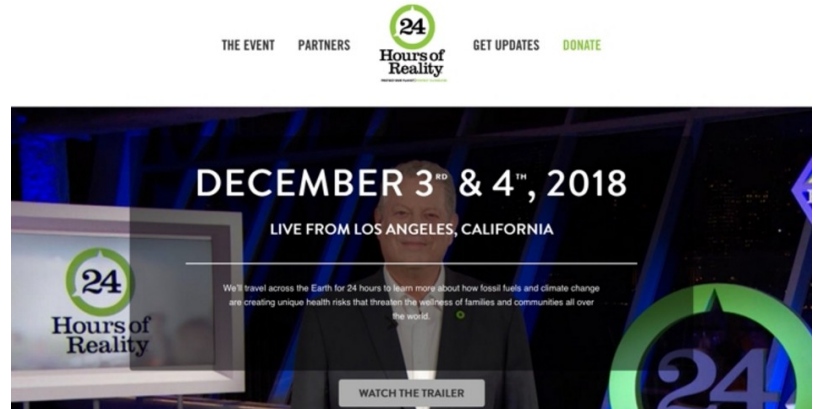 THE EVENT
PARTNERS
24
Hours of
Reality
GET UPDATES
DONATE
DECEMBER 3RD & 4TH, 2018
LIVE FROM LOS ANGELES, CALIFORNIA
We'll travel across the Earth for 24 hours to learn more about how fossil fuels and climate change
are creating unique health risks that threaten the wellness of families and communities all over
the world.
24
Hours of
Reality
24
WATCH THE TRAILER